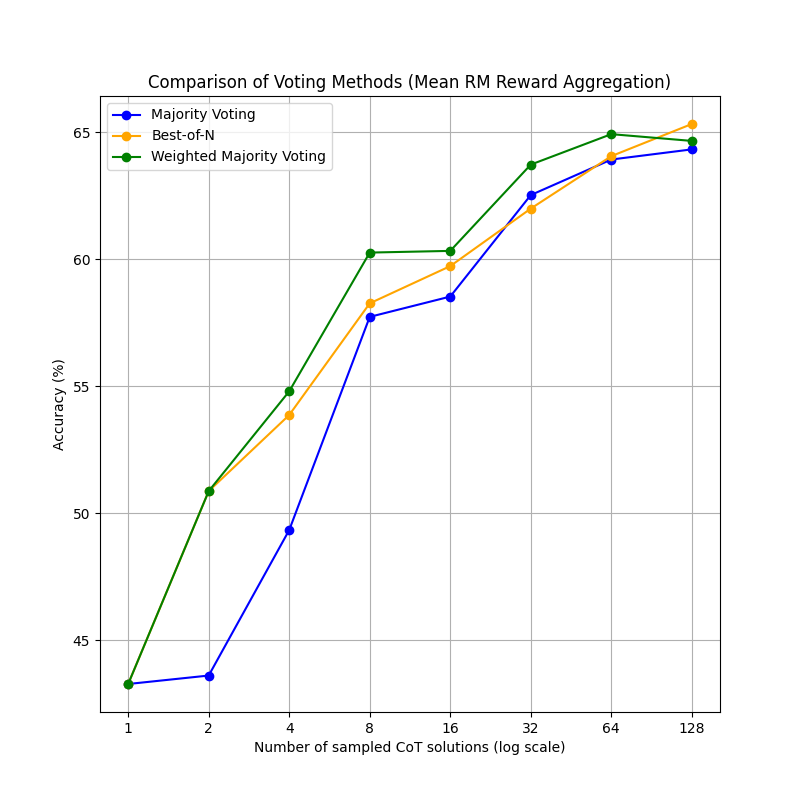 Comparison of Voting Methods (Mean RM Reward Aggregation)
Majority Voting
Best-of-N
Weighted Majority Voting
65
60
55
50
45
Accuracy (%)
1 2 4 8 16 32 64 128
Number of sampled CoT solutions (log scale)